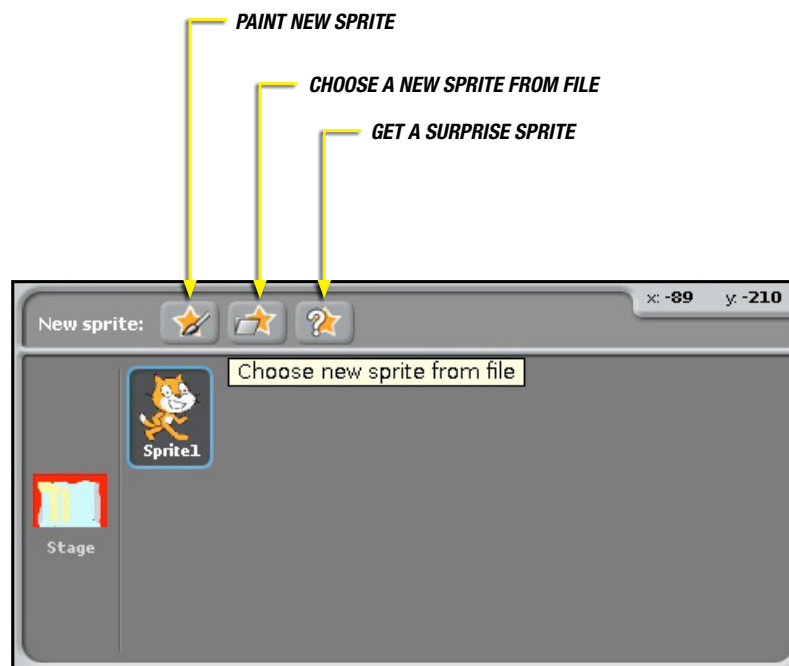 PAINT NEW SPRITE
CHOOSE A NEW SPRITE FROM FILE
GET A SURPRISE SPRITE
x: -89 y: -210
New sprite:
Choose new sprite from file
Sprite1
Stage